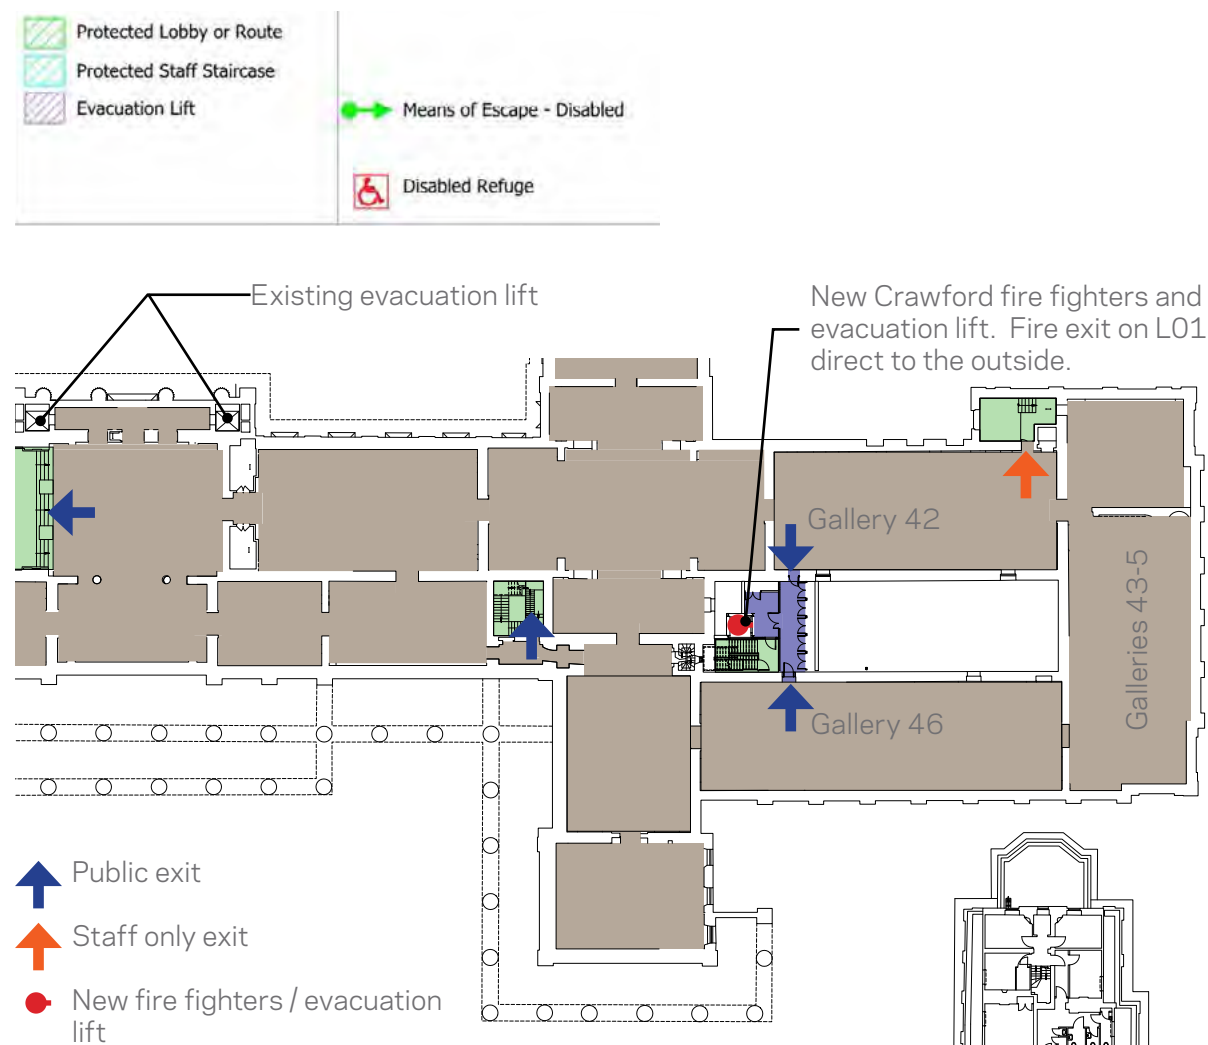 Protected Lobby or Route
Protected Staff Staircase
Evacuation Lift
Means of Escape - Disabled
Disabled Refuge
Existing evacuation lift
New Crawford fire fighters and
evacuation lift.  Fire exit on L01
direct to the outside.
Gallery 42
Galleries 43-5
Gallery 46
Public exit
Staff only exit
New fire fighters / evacuation
lift